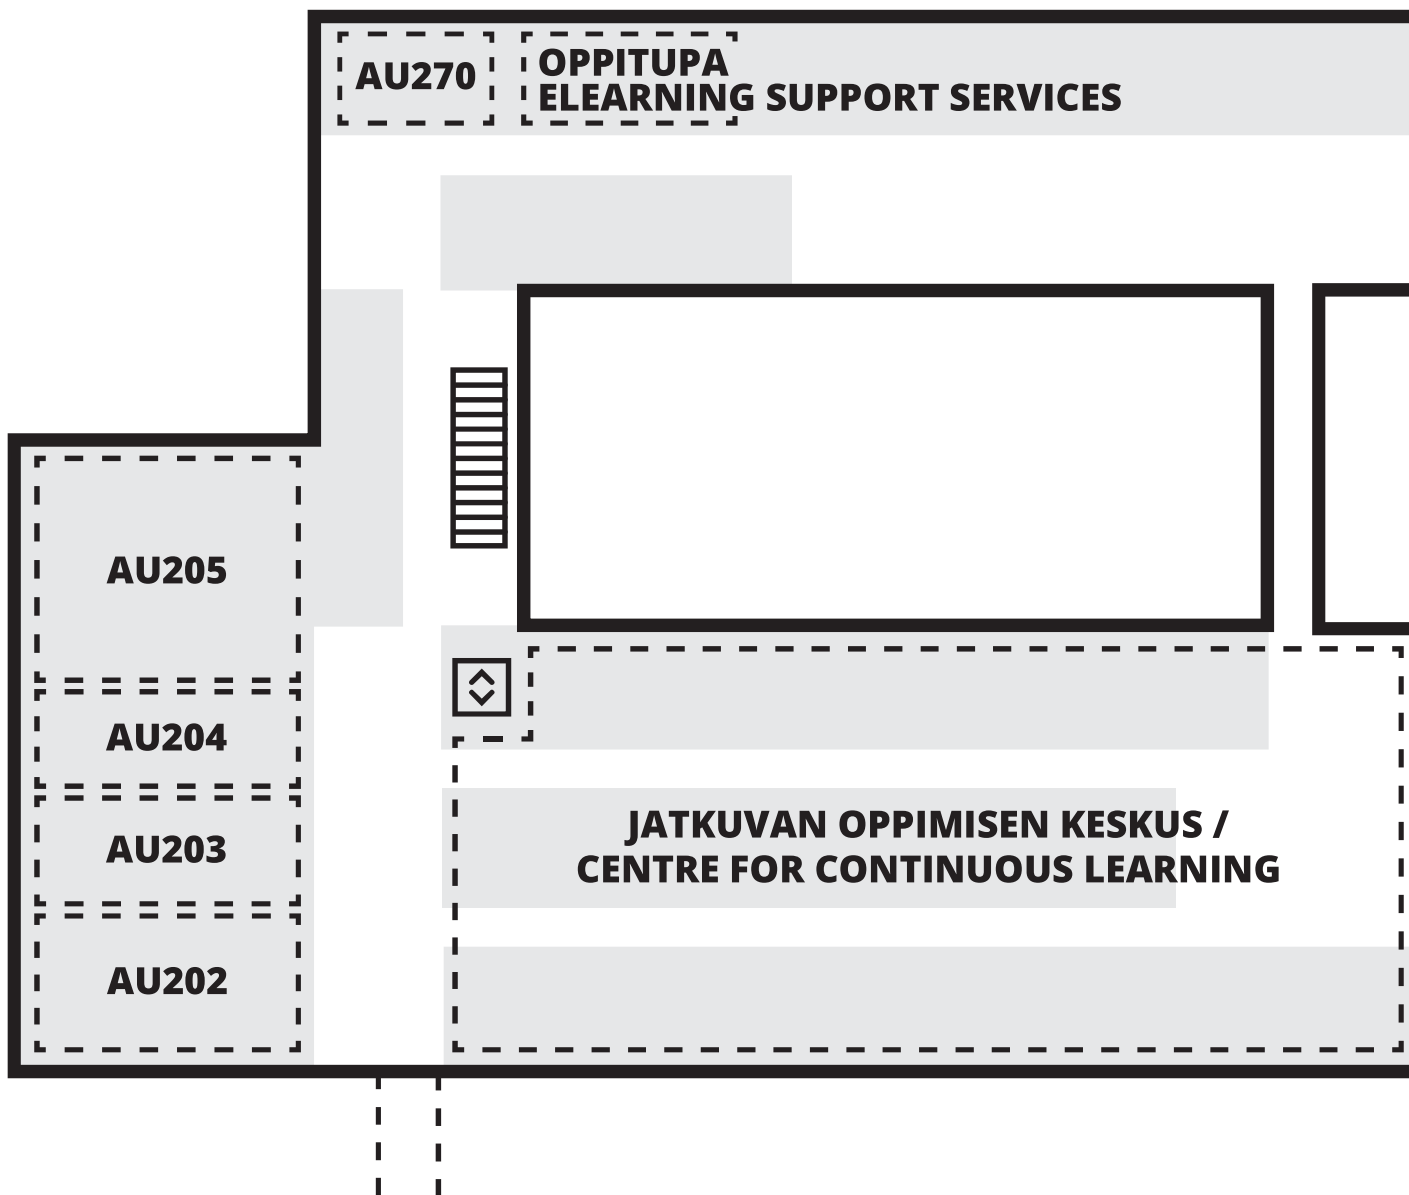 AU270
OPPITUPA
ELEARNING SUPPORT SERVICES
AU205
AU204
AU203
AU202
JATKUVAN OPPIMISEN KESKUS /
CENTRE FOR CONTINUOUS LEARNING